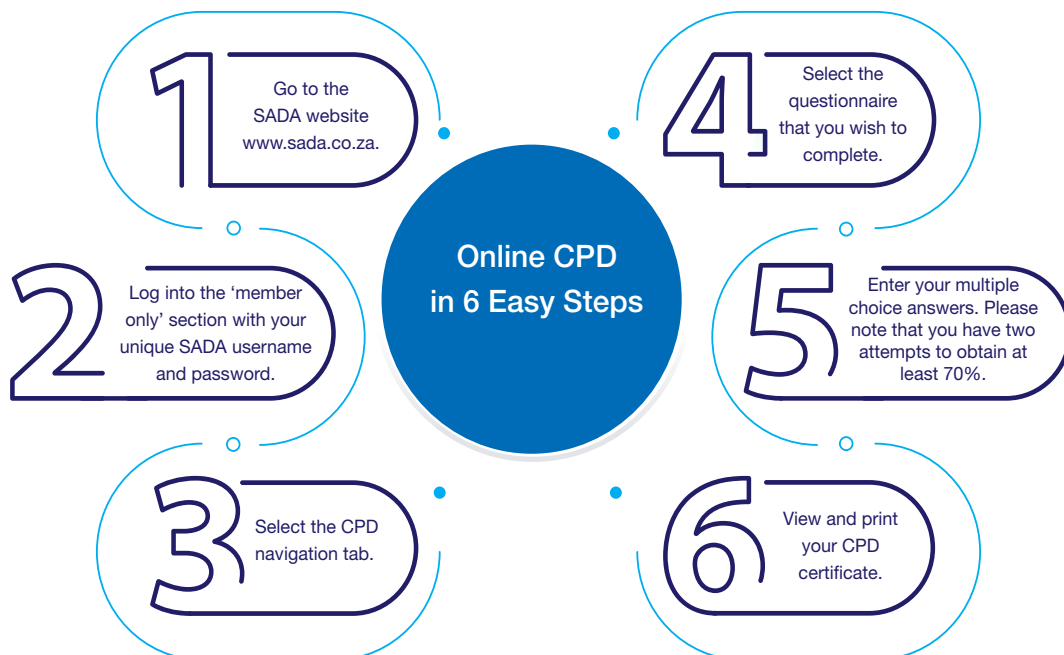 Online CPD
in 6 Easy Steps
1
Go to the
SADA website
www.sada.co.za.
2
Log into the ‘member
only’ section with your
unique SADA username
and password.
3
Select the CPD
navigation tab.
4
Select the
questionnaire
that you wish to
complete.
5
Enter your multiple
choice answers. Please
note that you have two
attempts to obtain at
least 70%.
6
View and print
your CPD
certificate.